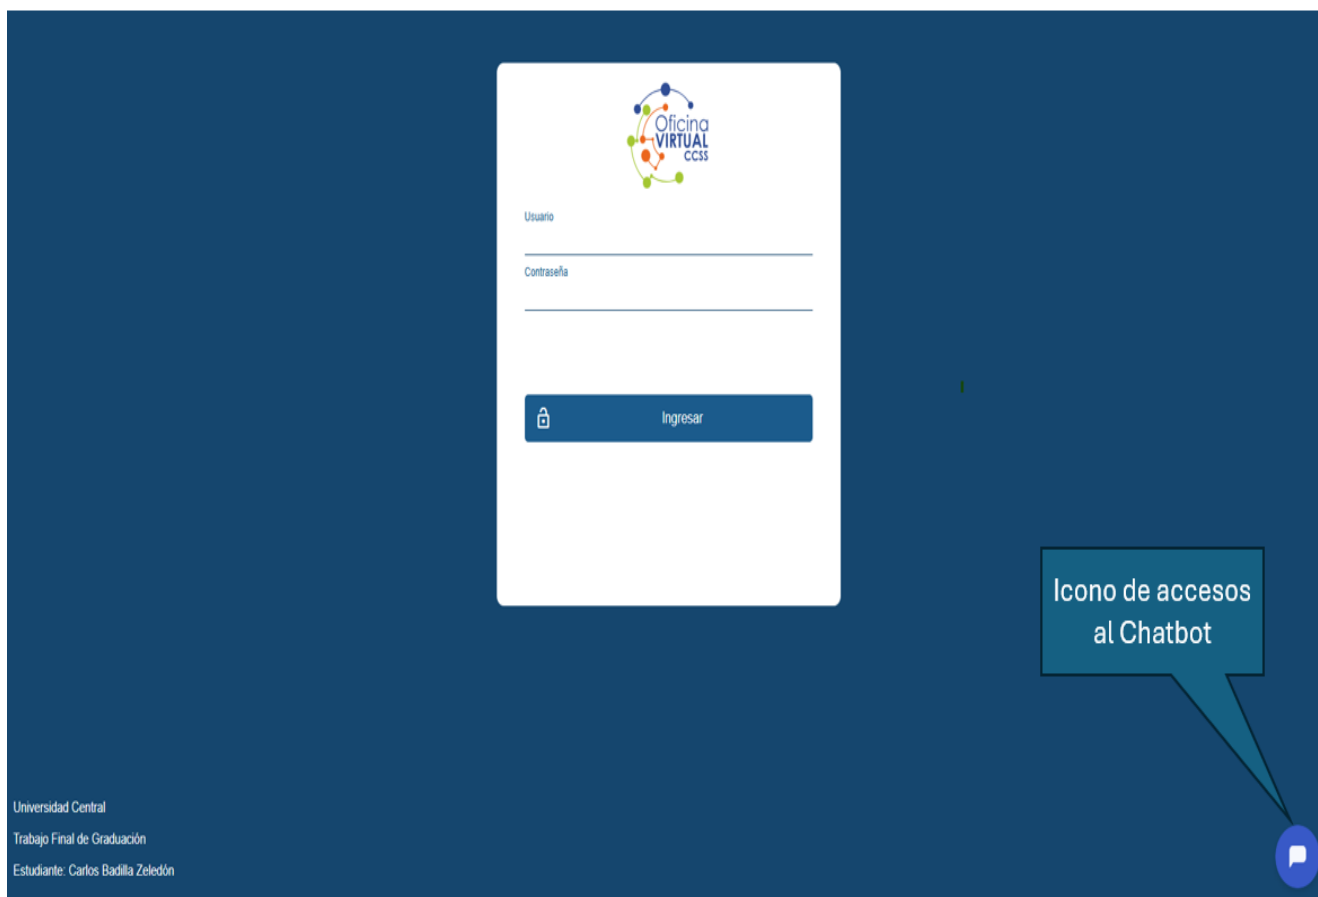 Oficina
VIRTUAL
CCSS
Usuario
Contraseña
Ingresar
Icono de accesos
al Chatbot
Universidad Central
Trabajo Final de Graduación
Estudiante: Carlos Badilla Zeledón